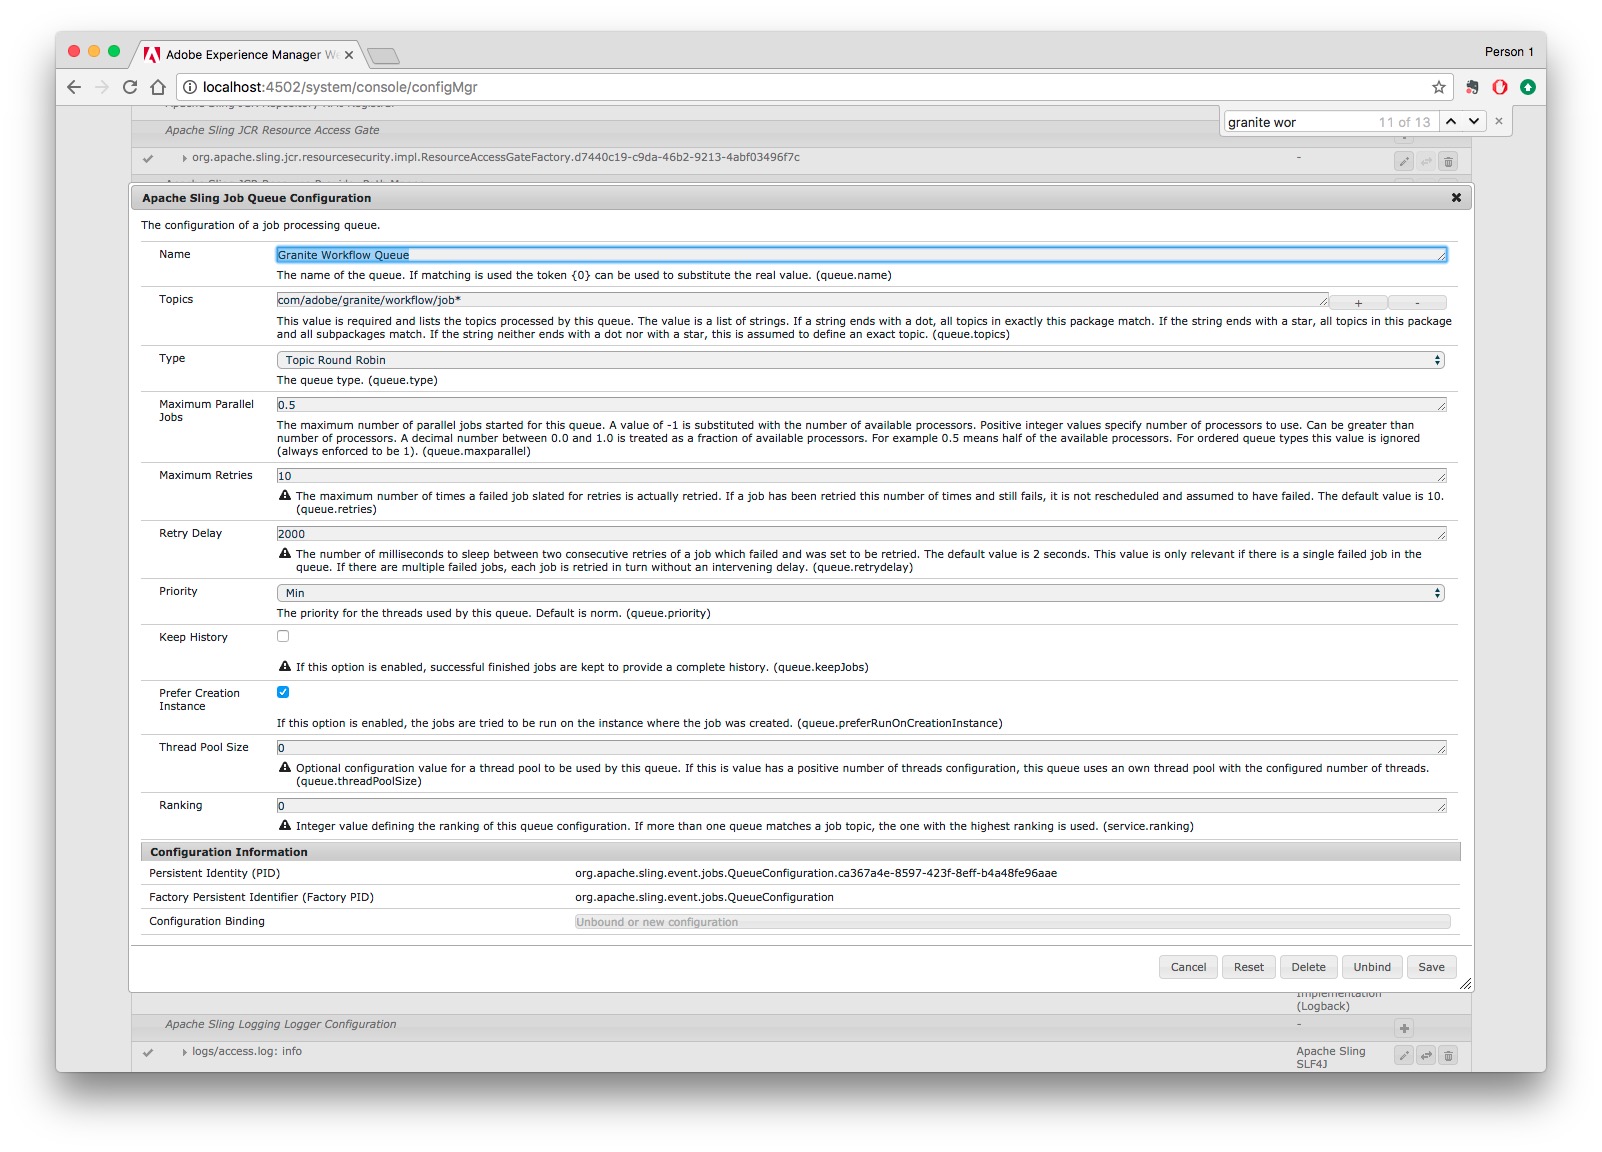 Adobe Experience Manager We
Person 1
localhost:4502/system/console/configMgr
granite wor
11 of 13
Apache Sling JCR Resource Access Gate
org.apache.sling.jcr.resourcesecurity.impl.ResourceAccessGateFactory.d7440c19-c9da-46b2-9213-4abf03496f7c
-
Apache Sling Job Queue Configuration
The configuration of a job processing queue.
Name
Granite Workflow Queue
The name of the queue. If matching is used the token {0} can be used to substitute the real value. (queue.name)
Topics
com/adobe/granite/workflow/job*
+
-
This value is required and lists the topics processed by this queue. The value is a list of strings. If a string ends with a dot, all topics in exactly this package match. If the string ends with a star, all topics in this package
and all subpackages match. If the string neither ends with a dot nor with a star, this is assumed to define an exact topic. (queue.topics)
Type
Topic Round Robin
The queue type. (queue.type)
Maximum Parallel
Jobs
0.5
The maximum number of parallel jobs started for this queue. A value of -1 is substituted with the number of available processors. Positive integer values specify number of processors to use. Can be greater than
number of processors. A decimal number between 0.0 and 1.0 is treated as a fraction of available processors. For example 0.5 means half of the available processors. For ordered queue types this value is ignored
(always enforced to be 1). (queue.maxparallel)
Maximum Retries
10
The maximum number of times a failed job slated for retries is actually retried. If a job has been retried this number of times and still fails, it is not rescheduled and assumed to have failed. The default value is 10.
(queue.retries)
Retry Delay
2000
The number of milliseconds to sleep between two consecutive retries of a job which failed and was set to be retried. The default value is 2 seconds. This value is only relevant if there is a single failed job in the
queue. If there are multiple failed jobs, each job is retried in turn without an intervening delay. (queue.retrydelay)
Priority
Min
The priority for the threads used by this queue. Default is norm. (queue.priority)
Keep History
If this option is enabled, successful finished jobs are kept to provide a complete history. (queue.keepJobs)
Prefer Creation
Instance
If this option is enabled, the jobs are tried to be run on the instance where the job was created. (queue.preferRunOnCreationInstance)
Thread Pool Size
0
Optional configuration value for a thread pool to be used by this queue. If this is value has a positive number of threads configuration, this queue uses an own thread pool with the configured number of threads.
(queue.threadPoolSize)
Ranking
0
Integer value defining the ranking of this queue configuration. If more than one queue matches a job topic, the one with the highest ranking is used. (service.ranking)
Configuration Information
Persistent Identity (PID)
org.apache.sling.event.jobs.QueueConfiguration.ca367a4e-8597-423f-8eff-b4a48fe96aae
Factory Persistent Identifier (Factory PID)
org.apache.sling.event.jobs.QueueConfiguration
Configuration Binding
Unbound or new configuration
Cancel
Reset
Delete
Unbind
Save
Implementation
(Logback)
Apache Sling Logging Logger Configuration
-
logs/access.log: info
Apache Sling
SLF4J